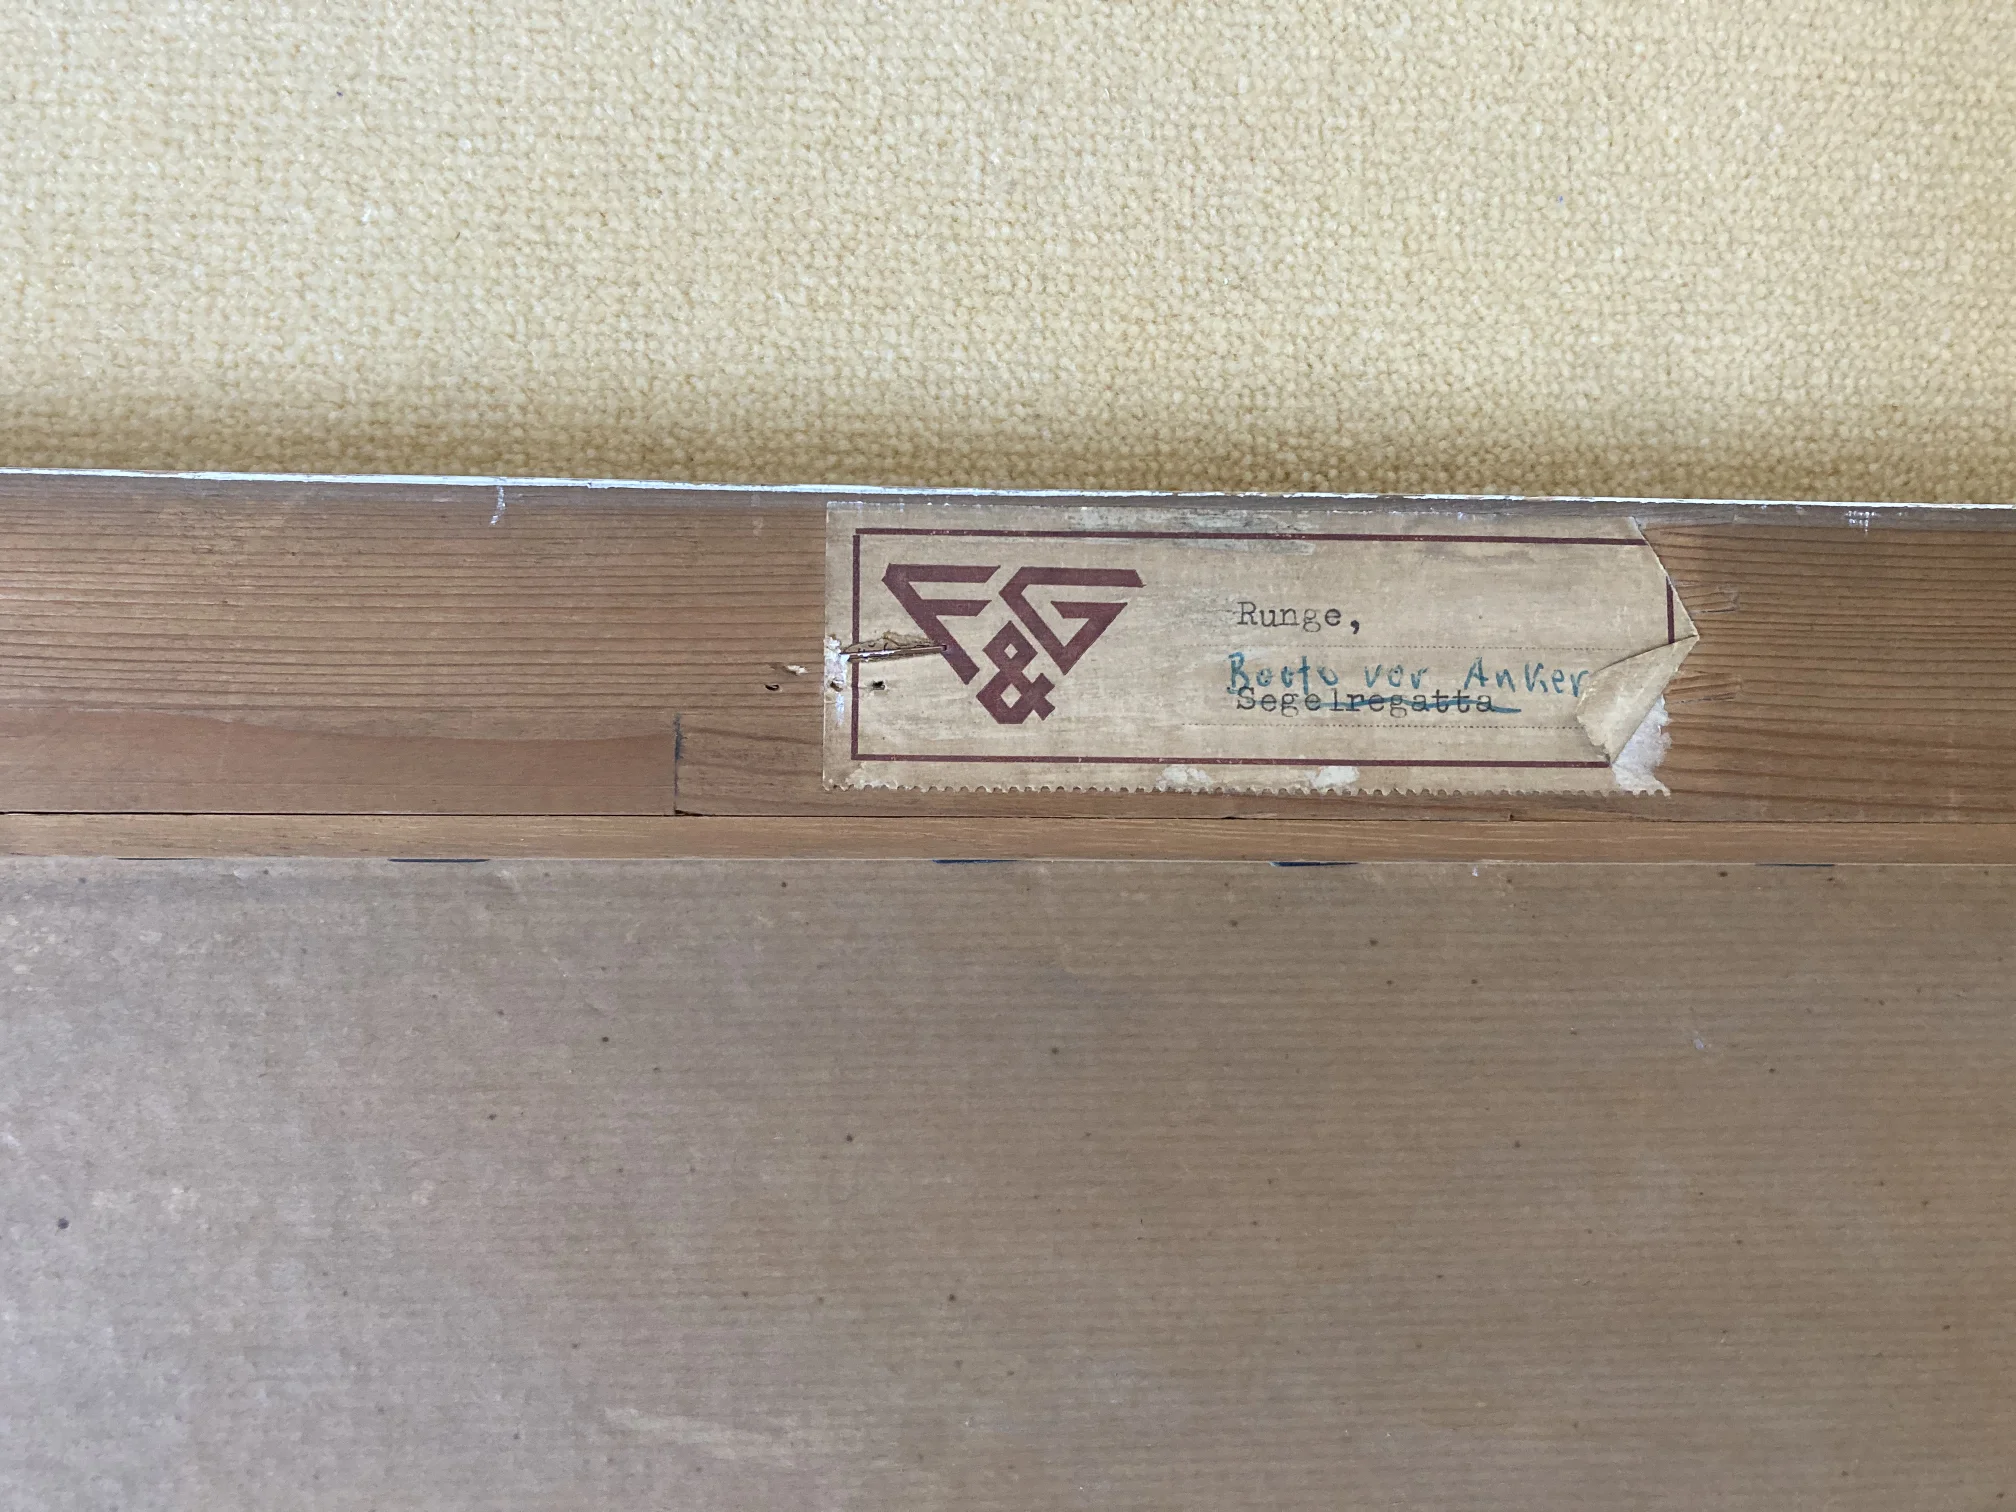 F&G
Runge,
Boote vor Anker
Segelregatta